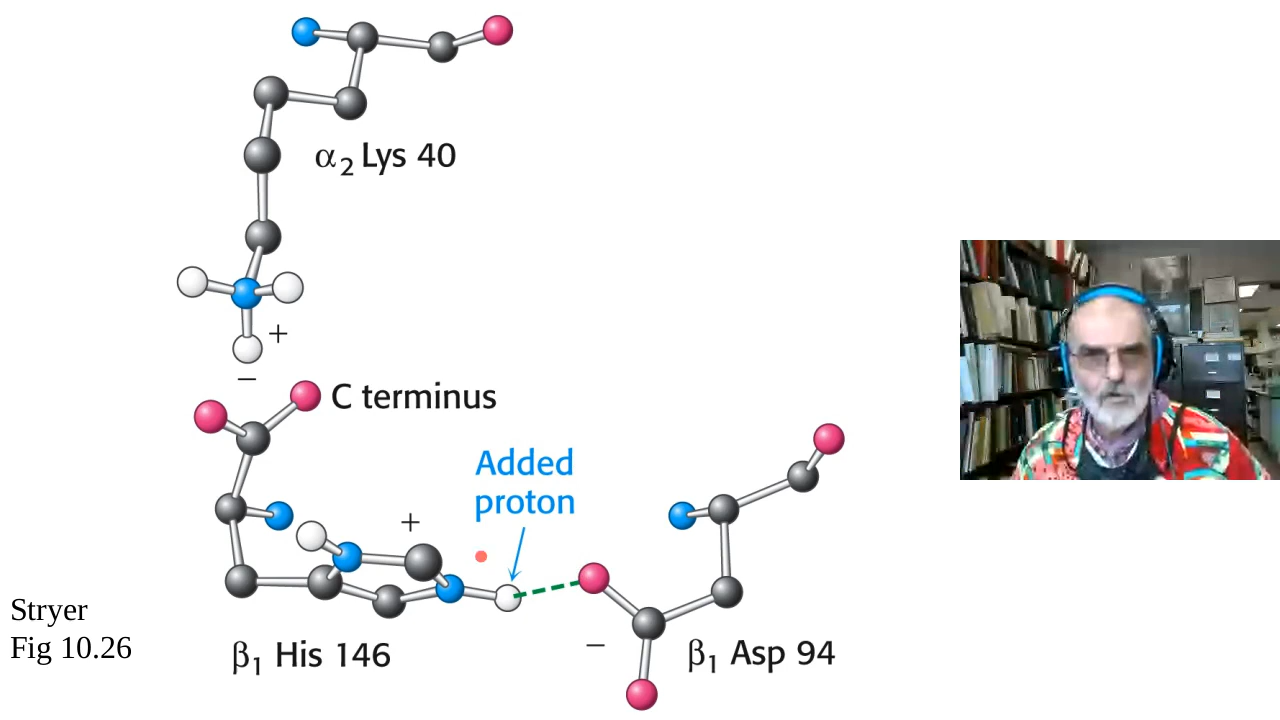 α₂ Lys 40
+
−
C terminus
Added
proton
+
Stryer
Fig 10.26
β₁ His 146
−
β₁ Asp 94